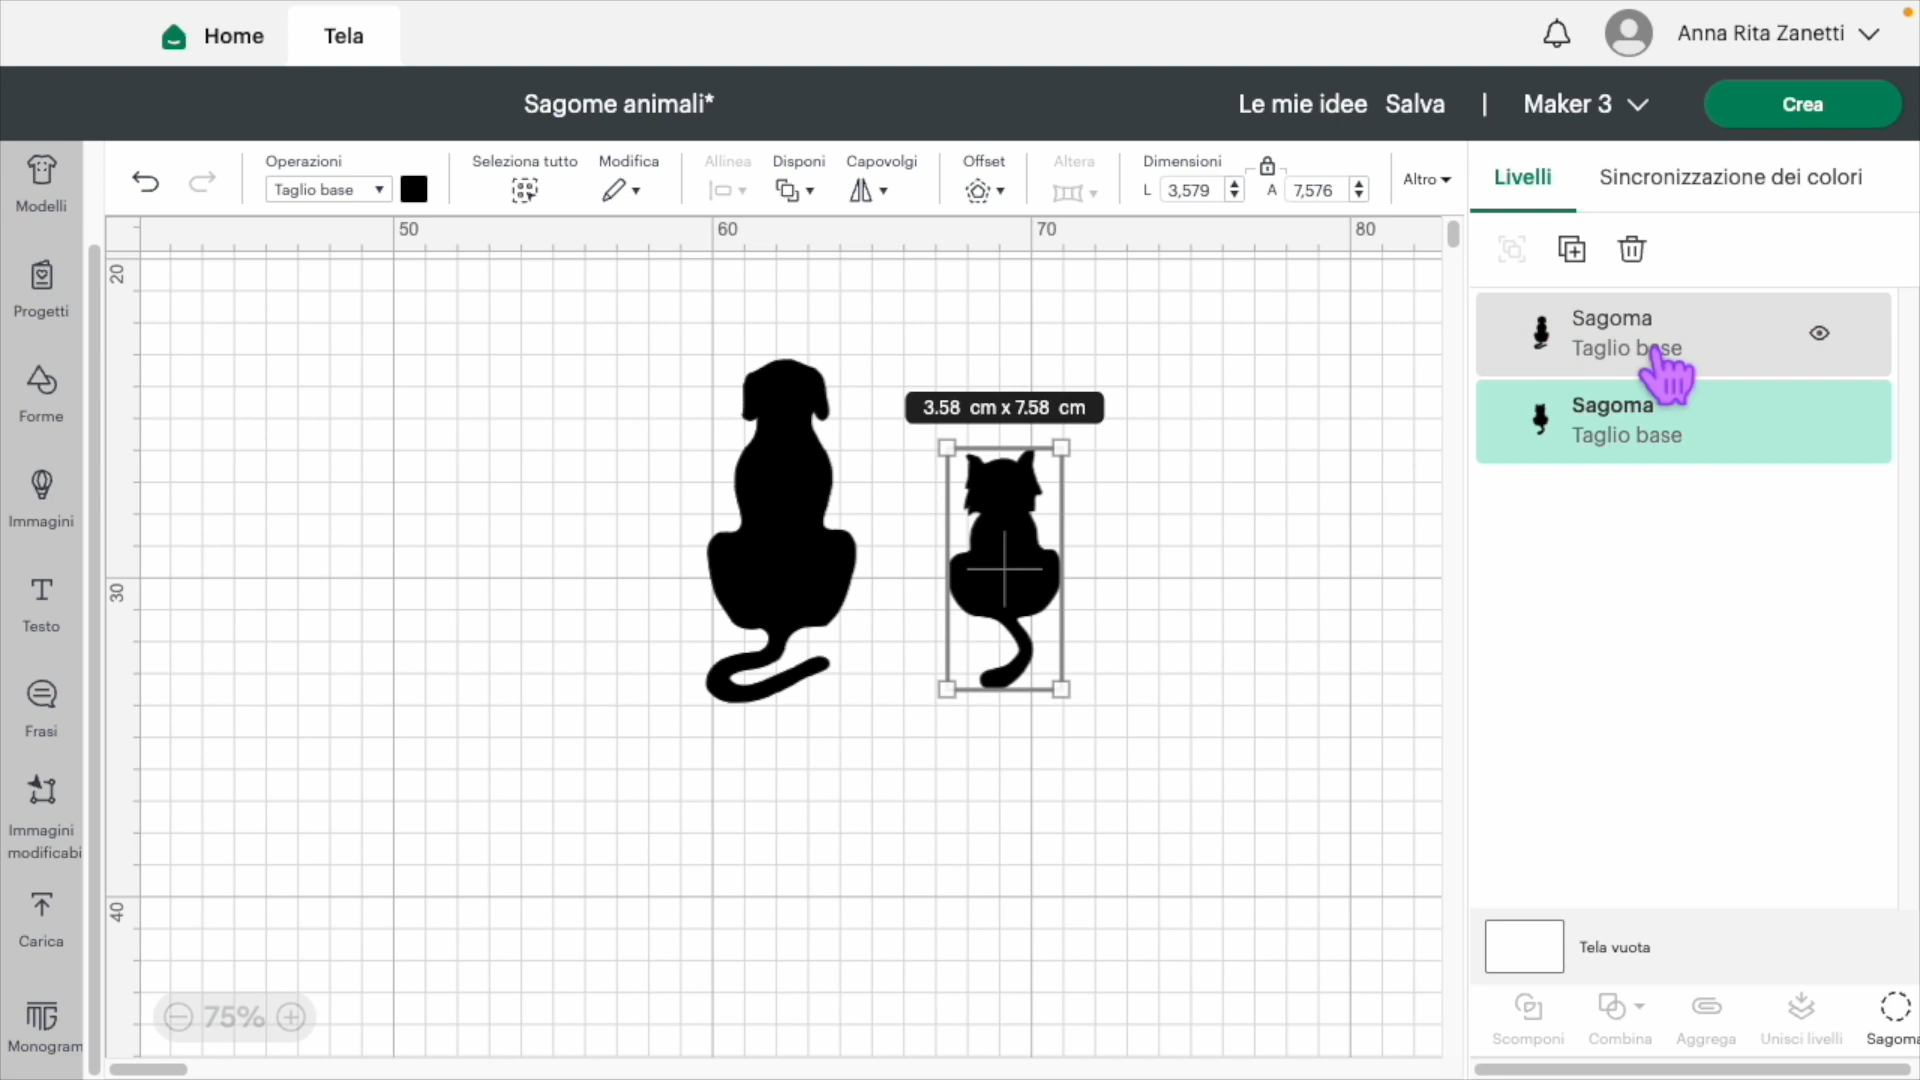 Home
Tela
Anna Rita Zanetti
Sagome animali*
Le mie idee
Salva
|
Maker 3
Crea
Operazioni
Taglio base
Seleziona tutto
Modifica
Allinea
Disponi
Capovolgi
Offset
Altera
Dimensioni
L 3,579
A 7,576
Altro
Livelli
Sincronizzazione dei colori
Modelli
Progetti
Forme
Immagini
Testo
Frasi
Immagini
modificabi
Carica
Monogram
50
60
70
80
20
30
40
3.58 cm x 7.58 cm
Sagoma
Taglio base
Sagoma
Taglio base
75%
Tela vuota
Scomponi
Combina
Aggrega
Unisci livelli
Sagoma